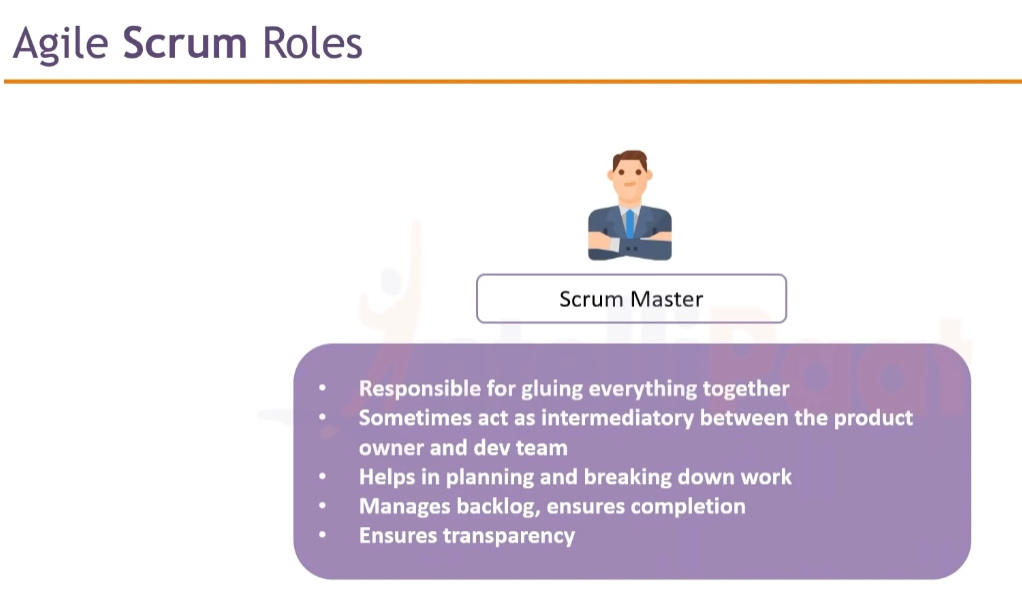 Agile Scrum Roles
Scrum Master
IntelliPaat
• Responsible for gluing everything together
• Sometimes act as intermediatory between the product
owner and dev team
• Helps in planning and breaking down work
• Manages backlog, ensures completion
• Ensures transparency